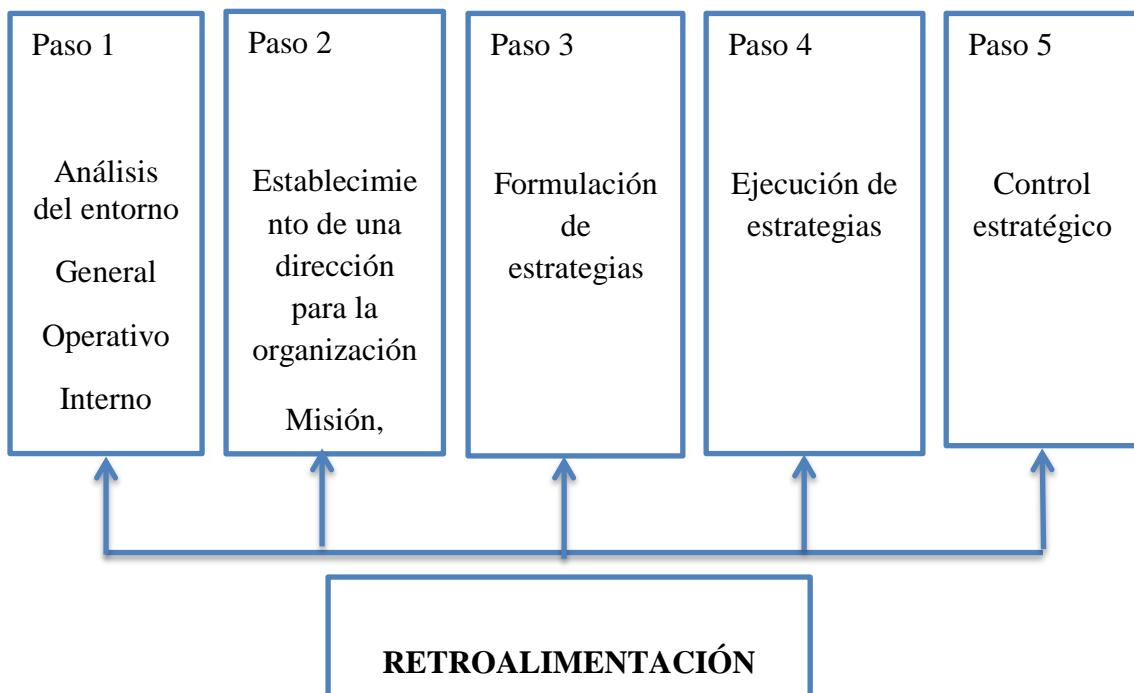 Paso 1
Análisis
del entorno
General
Operativo
Interno
Paso 2
Establecimie
nto de una
dirección
para la
organización
Misión,
Paso 3
Formulación
de
estrategias
Paso 4
Ejecución de
estrategias
Paso 5
Control
estratégico
RETROALIMENTACIÓN